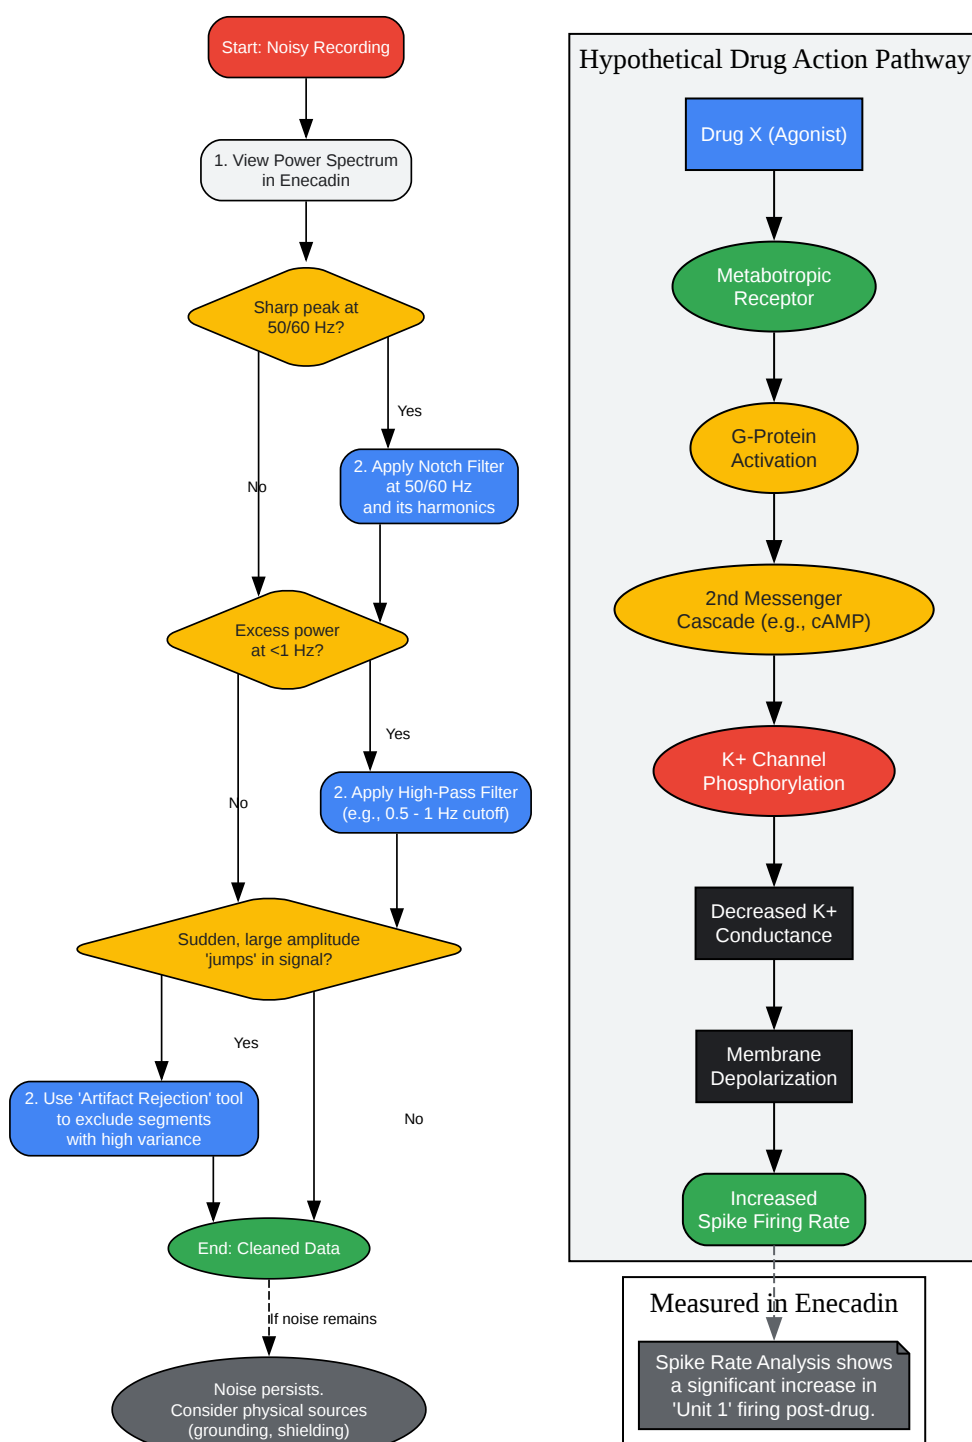 Start: Noisy Recording
1. View Power Spectrum
in Enecadin
Sharp peak at
50/60 Hz?
Yes
No
2. Apply Notch Filter
at 50/60 Hz
and its harmonics
Excess power
at <1 Hz?
Yes
No
2. Apply High-Pass Filter
(e.g., 0.5 - 1 Hz cutoff)
Sudden, large amplitude
'jumps' in signal?
Yes
No
2. Use 'Artifact Rejection' tool
to exclude segments
with high variance
End: Cleaned Data
If noise remains
Noise persists.
Consider physical sources
(grounding, shielding)
Hypothetical Drug Action Pathway
Drug X (Agonist)
Metabotropic
Receptor
G-Protein
Activation
2nd Messenger
Cascade (e.g., cAMP)
K+ Channel
Phosphorylation
Decreased K+
Conductance
Membrane
Depolarization
Increased
Spike Firing Rate
Measured in Enecadin
Spike Rate Analysis shows
a significant increase in
'Unit 1' firing post-drug.